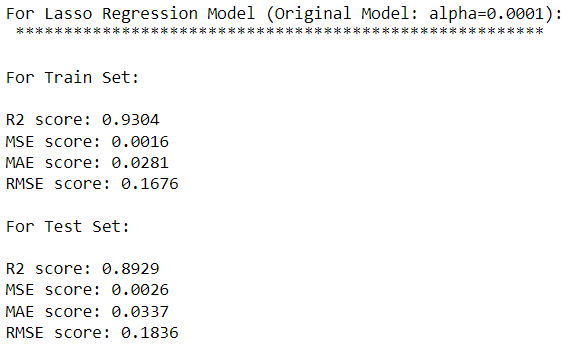 For Lasso Regression Model (Original Model: alpha=0.0001):
*******************************************************
For Train Set:
R2 score: 0.9304
MSE score: 0.0016
MAE score: 0.0281
RMSE score: 0.1676
For Test Set:
R2 score: 0.8929
MSE score: 0.0026
MAE score: 0.0337
RMSE score: 0.1836